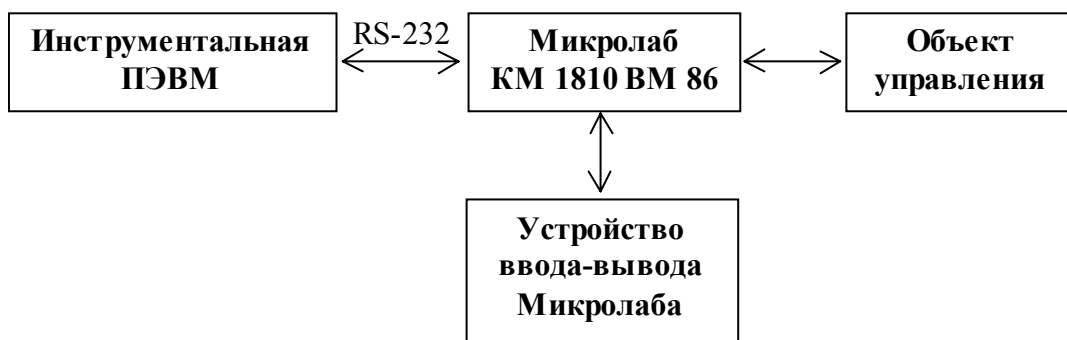 Инструментальная
ПЭВМ
RS-232
Микролаб
КМ 1810 ВМ 86
Объект
управления
Устройство
ввода-вывода
Микролаба